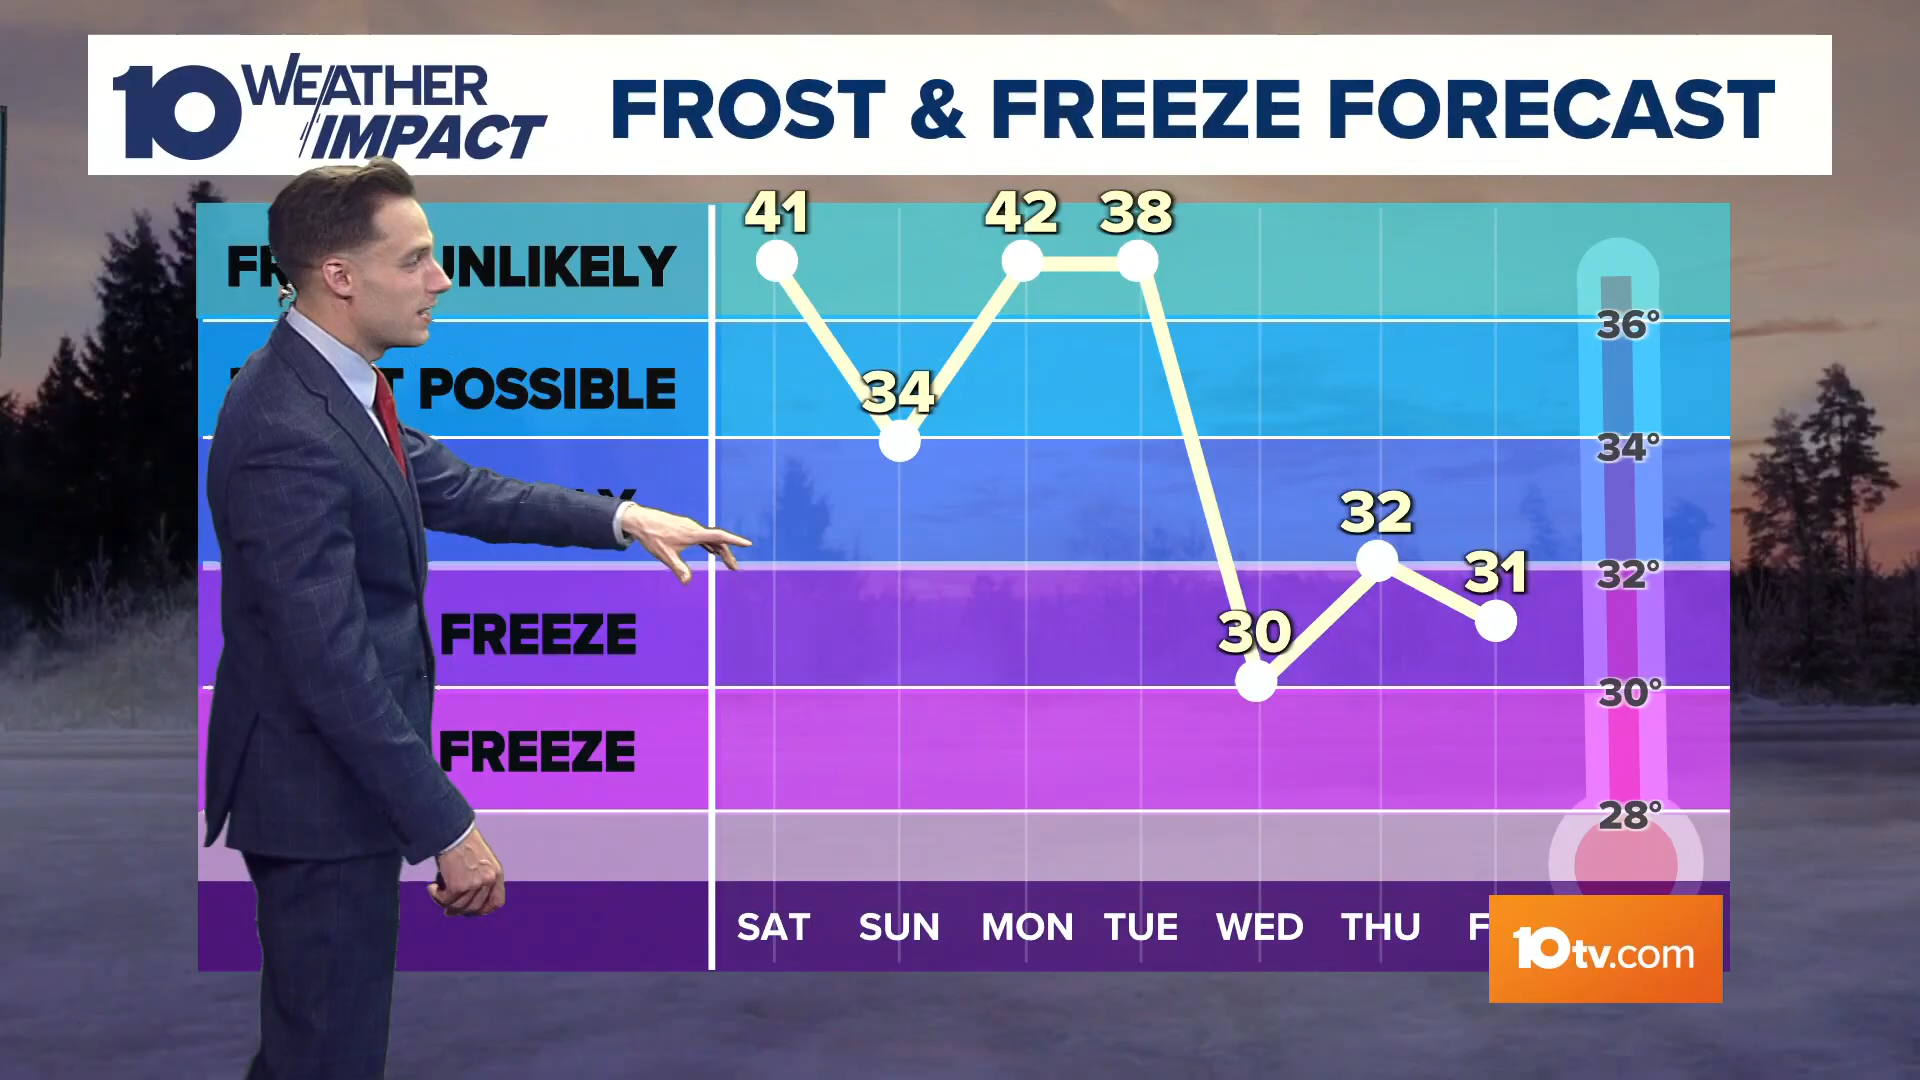 10 WEATHER IMPACT
FROST & FREEZE FORECAST
41
42
38
UNLIKELY
36°
POSSIBLE
34
34°
32
32°
31
30
FREEZE
30°
FREEZE
28°
SAT SUN MON TUE WED THU
10tv.com